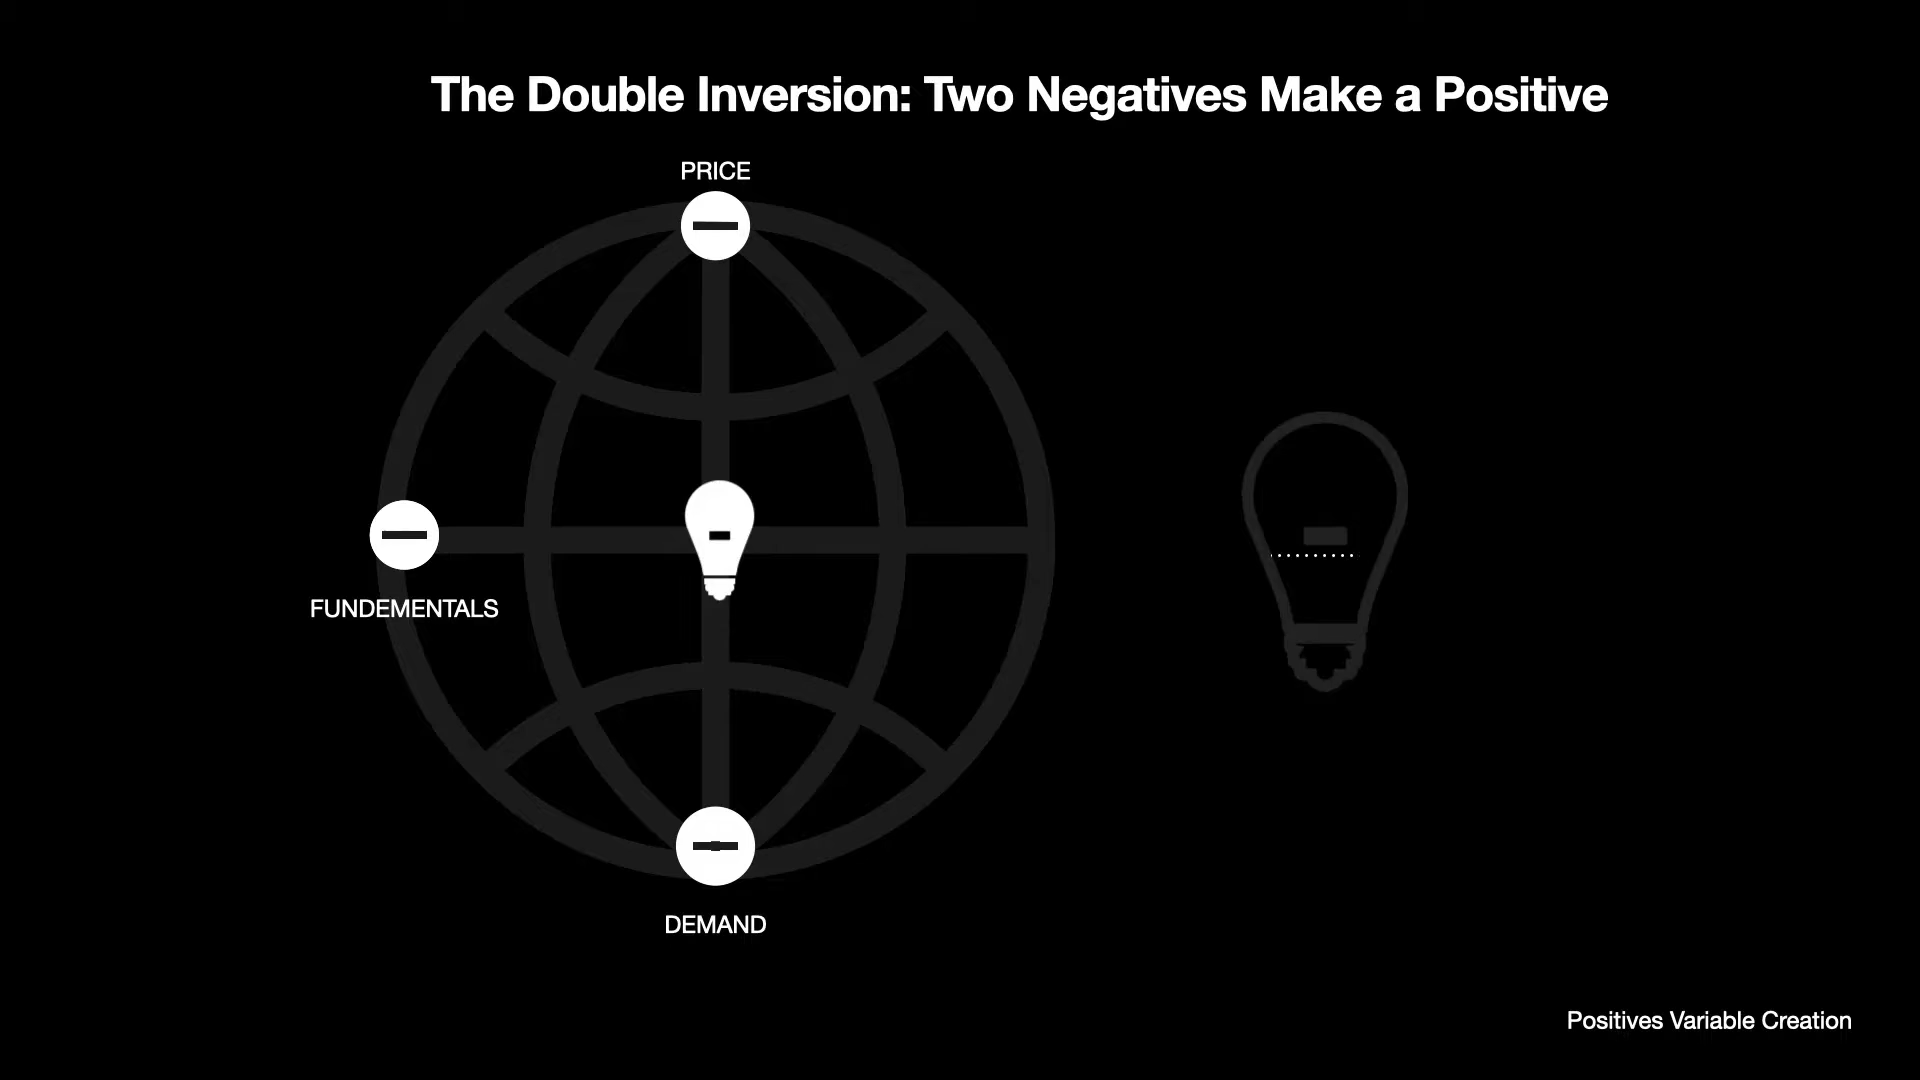 The Double Inversion: Two Negatives Make a Positive
PRICE
FUNDEMENTALS
DEMAND
Positives Variable Creation